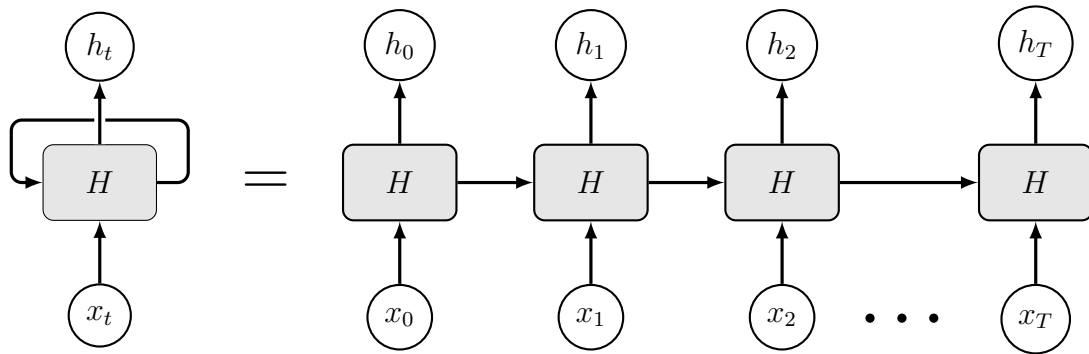 h_t h_0 h_1 h_2 h_T
H = H H H H
x_t x_0 x_1 x_2 • • • x_T